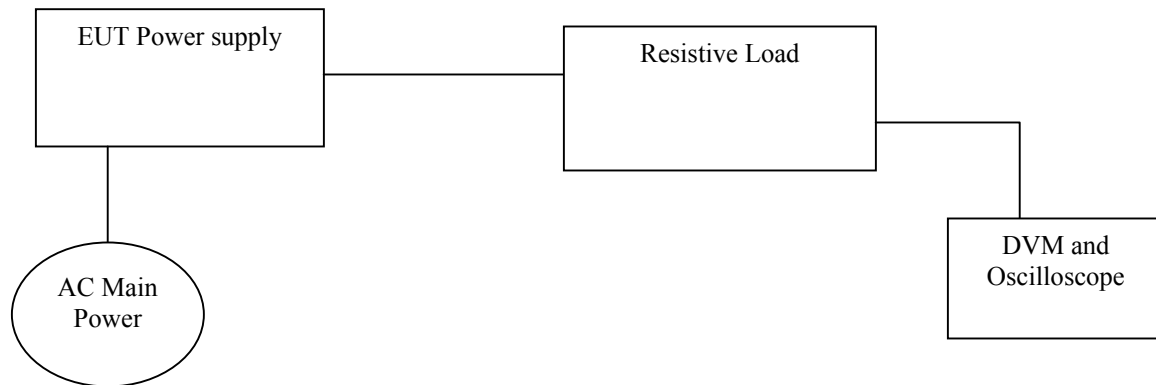 EUT Power supply
Resistive Load
AC Main
Power
DVM and
Oscilloscope